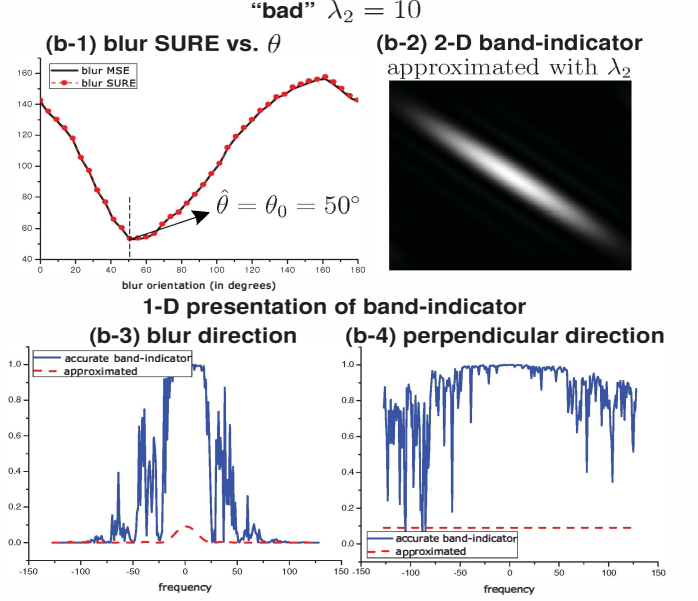 “bad” λ₂ = 10
(b-1) blur SURE vs. θ
(b-2) 2-D band-indicator
approximated with λ₂
blur MSE
blur SURE
160
140
120
100
80
60
40
θ̂ = θ₀ = 50°
0 20 40 60 80 100 120 140 160 180
blur orientation (in degrees)
1-D presentation of band-indicator
(b-3) blur direction
(b-4) perpendicular direction
accurate band-indicator
approximated
1.0
0.8
0.6
0.4
0.2
0.0
-150 -100 -50 0 50 100 150
frequency
1.0
0.8
0.6
0.4
0.2
0.0
accurate band-indicator
approximated
-150 -100 -50 0 50 100 150
frequency